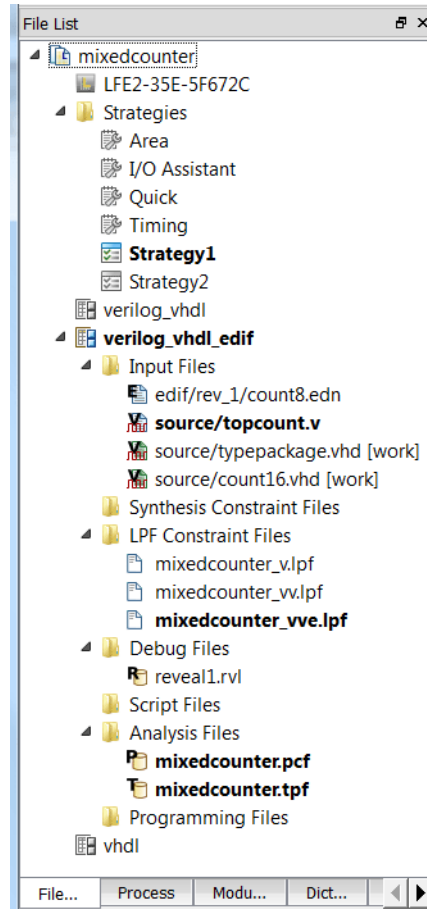 File List
mixedcounter
LFE2-35E-5F672C
Strategies
Area
I/O Assistant
Quick
Timing
Strategy1
Strategy2
verilog_vhdl
verilog_vhdl_edif
Input Files
edif/rev_1/count8.edn
source/topcount.v
source/typepackage.vhd [work]
source/count16.vhd [work]
Synthesis Constraint Files
LPF Constraint Files
mixedcounter_v.lpf
mixedcounter_vv.lpf
mixedcounter_vve.lpf
Debug Files
reveal1.rvl
Script Files
Analysis Files
mixedcounter.pcf
mixedcounter.tpf
Programming Files
vhdl
File... Process Modu... Dict...